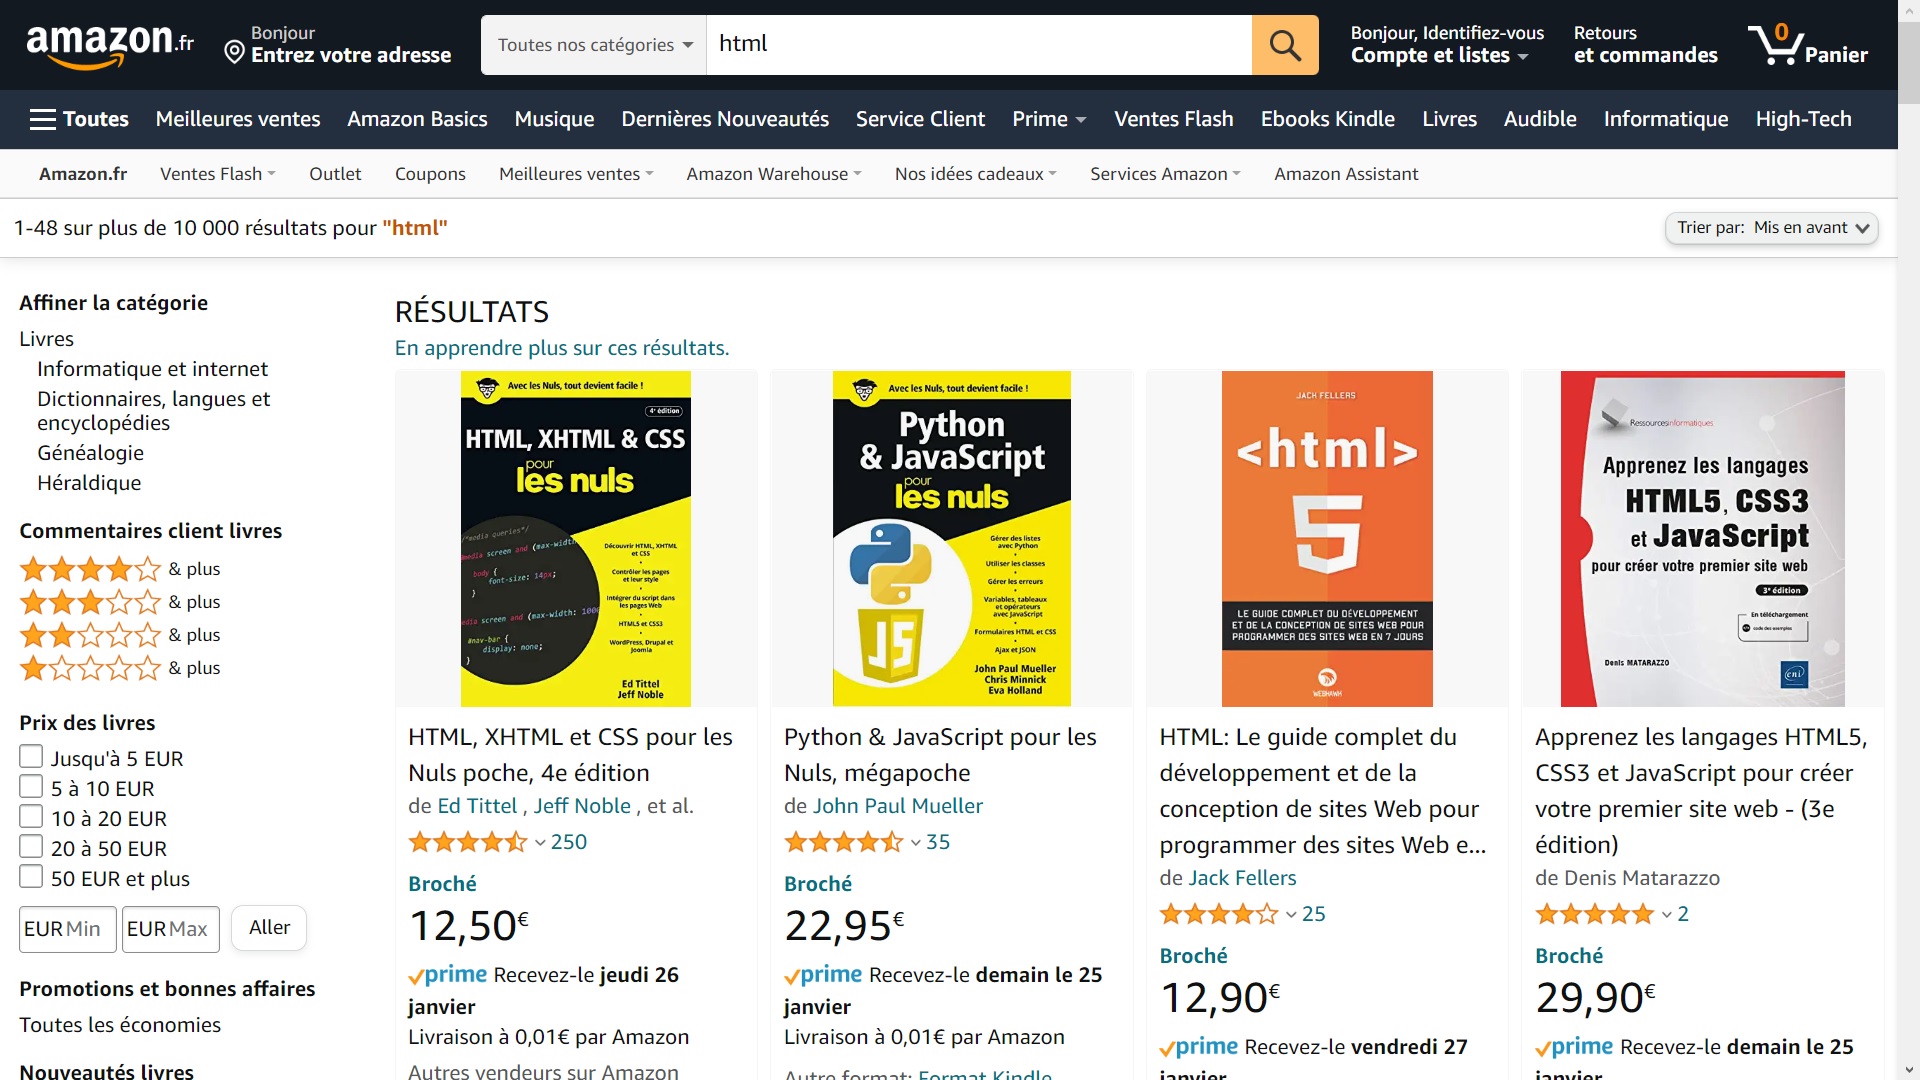 amazon.fr
Bonjour
Entrez votre adresse
Toutes nos catégories
html
Bonjour, Identifiez-vous
Compte et listes
Retours
et commandes
0
Panier
Toutes
Meilleures ventes
Amazon Basics
Musique
Dernières Nouveautés
Service Client
Prime
Ventes Flash
Ebooks Kindle
Livres
Audible
Informatique
High-Tech
Amazon.fr
Ventes Flash
Outlet
Coupons
Meilleures ventes
Amazon Warehouse
Nos idées cadeaux
Services Amazon
Amazon Assistant
1-48 sur plus de 10 000 résultats pour "html"
Trier par: Mis en avant
Affiner la catégorie
Livres
Informatique et internet
Dictionnaires, langues et
encyclopédies
Généalogie
Héraldique
Commentaires client livres
& plus
& plus
& plus
& plus
Prix des livres
Jusqu'à 5 EUR
5 à 10 EUR
10 à 20 EUR
20 à 50 EUR
50 EUR et plus
EUR Min
EUR Max
Aller
Promotions et bonnes affaires
Toutes les économies
Nouveautés livres
RÉSULTATS
En apprendre plus sur ces résultats.
Avec les Nuls, tout devient facile !
4e édition
HTML, XHTML & CSS
pour
les nuls
/*media queries*/
media screen and (max-width
body {
font-size: 14px;
}
media screen and (max-width: 1000
#nav-bar {
display: none;
}
Découvrir HTML, XHTML
et CSS
Contrôler les pages
et leur style
Intégrer du script dans
les pages Web
HTML5 et CSS3
WordPress, Drupal et
Joomla
Ed Tittel
Jeff Noble
HTML, XHTML et CSS pour les
Nuls poche, 4e édition
de Ed Tittel , Jeff Noble , et al.
250
Broché
12,50€
prime Recevez-le jeudi 26
janvier
Livraison à 0,01€ par Amazon
Autres vendeurs sur Amazon
Avec les Nuls, tout devient facile !
Python
& JavaScript
pour
les nuls
Gérer des listes
avec Python
Utiliser les classes
Gérer les erreurs
Variables, tableaux
et opérateurs
avec JavaScript
Formulaires HTML et CSS
Ajax et JSON
JS
John Paul Mueller
Chris Minnick
Eva Holland
Python & JavaScript pour les
Nuls, mégapoche
de John Paul Mueller
35
Broché
22,95€
prime Recevez-le demain le 25
janvier
Livraison à 0,01€ par Amazon
Autre format: Format Kindle
JACK FELLERS
<html>
5
LE GUIDE COMPLET DU DÉVELOPPEMENT
ET DE LA CONCEPTION DE SITES WEB POUR
PROGRAMMER DES SITES WEB EN 7 JOURS
WEBHAWK
HTML: Le guide complet du
développement et de la
conception de sites Web pour
programmer des sites Web e...
de Jack Fellers
25
Broché
12,90€
prime Recevez-le vendredi 27
janvier
Ressourcesinformatiques
Apprenez les langages
HTML5, CSS3
et JavaScript
pour créer votre premier site web
3e édition
En téléchargement
code des exemples
Denis MATARAZZO
eni
Apprenez les langages HTML5,
CSS3 et JavaScript pour créer
votre premier site web - (3e
édition)
de Denis Matarazzo
2
Broché
29,90€
prime Recevez-le demain le 25
janvier